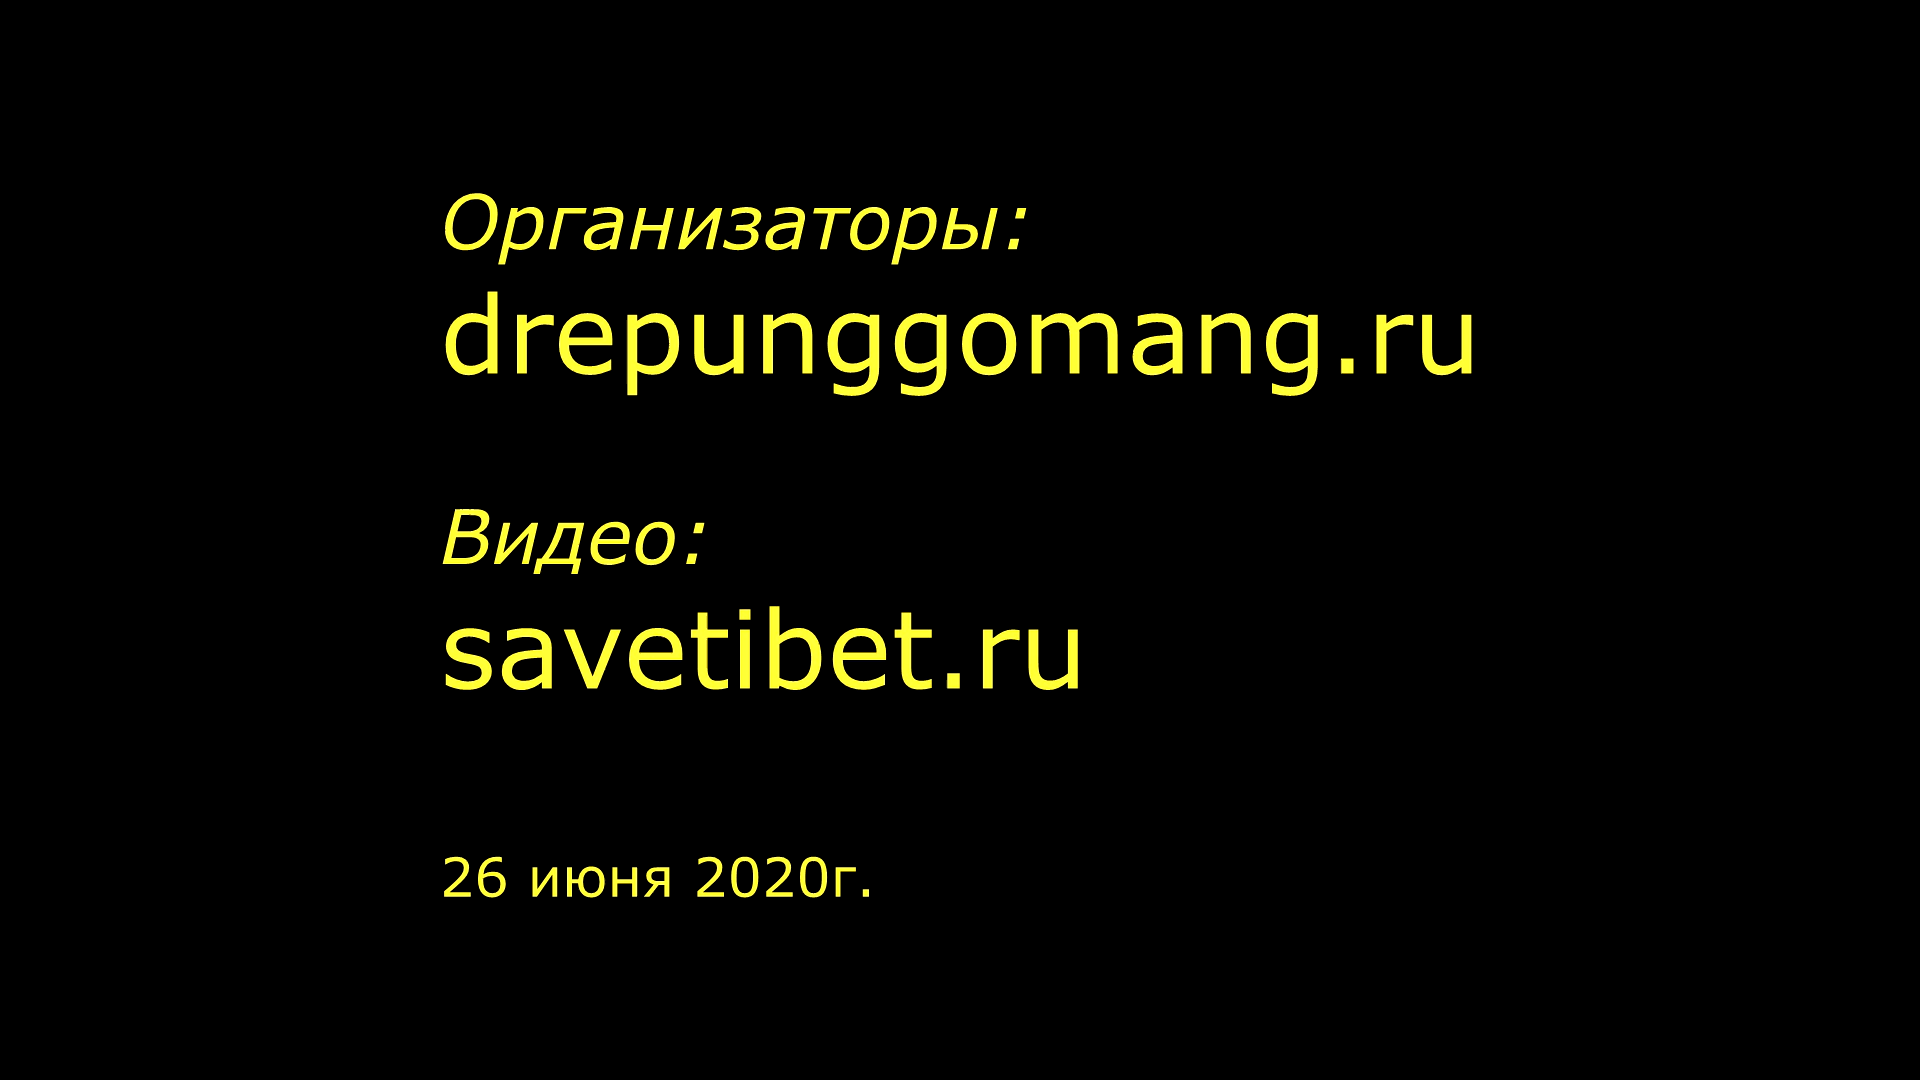 Организаторы:
drepunggomang.ru
Видео:
savetibet.ru
26 июня 2020г.